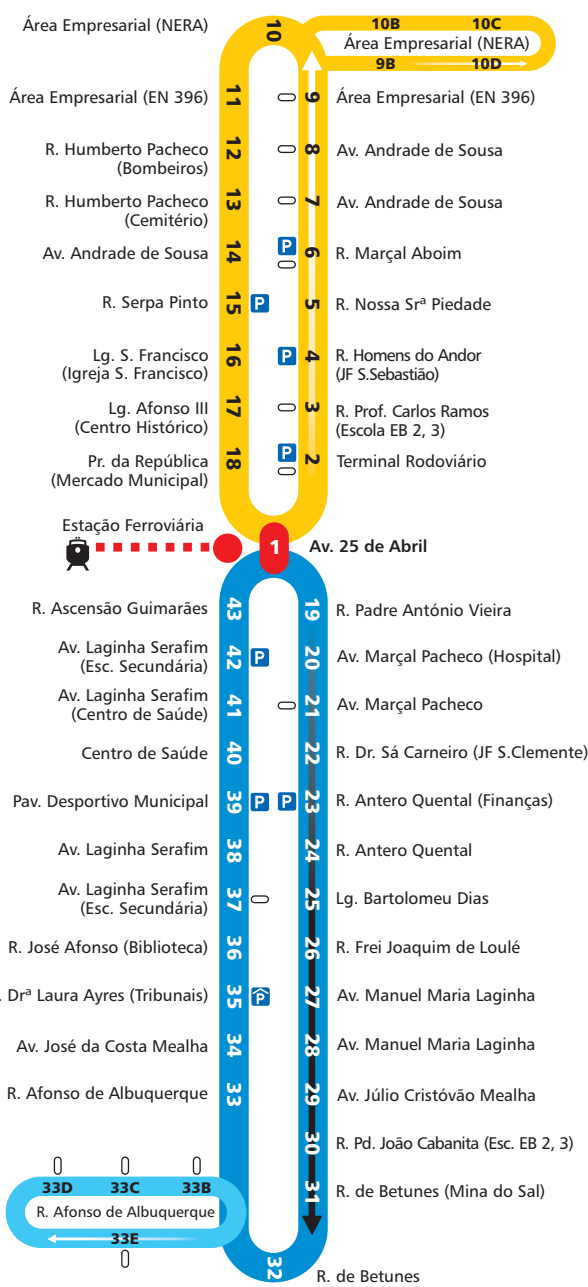 Área Empresarial (NERA)
10
10B 10C
Área Empresarial (NERA)
9B 10D
Área Empresarial (EN 396)
11
9
Área Empresarial (EN 396)
R. Humberto Pacheco
(Bombeiros)
12
8
Av. Andrade de Sousa
R. Humberto Pacheco
(Cemitério)
13
7
Av. Andrade de Sousa
Av. Andrade de Sousa
14
P
6
R. Marçal Aboim
R. Serpa Pinto
15
P
5
R. Nossa Srª Piedade
Lg. S. Francisco
(Igreja S. Francisco)
16
P
4
R. Homens do Andor
(JF S.Sebastião)
Lg. Afonso III
(Centro Histórico)
17
3
R. Prof. Carlos Ramos
(Escola EB 2, 3)
Pr. da República
(Mercado Municipal)
18
P
2
Terminal Rodoviário
Estação Ferroviária
1
Av. 25 de Abril
R. Ascensão Guimarães
43
19
R. Padre António Vieira
Av. Laginha Serafim
(Esc. Secundária)
42
P
20
Av. Marçal Pacheco (Hospital)
Av. Laginha Serafim
(Centro de Saúde)
41
21
Av. Marçal Pacheco
Centro de Saúde
40
22
R. Dr. Sá Carneiro (JF S.Clemente)
Pav. Desportivo Municipal
39
P
P
23
R. Antero Quental (Finanças)
Av. Laginha Serafim
38
24
R. Antero Quental
Av. Laginha Serafim
(Esc. Secundária)
37
25
Lg. Bartolomeu Dias
R. José Afonso (Biblioteca)
36
26
R. Frei Joaquim de Loulé
. Drª Laura Ayres (Tribunais)
35
P
27
Av. Manuel Maria Laginha
Av. José da Costa Mealha
34
28
Av. Manuel Maria Laginha
R. Afonso de Albuquerque
33
29
Av. Júlio Cristóvão Mealha
30
R. Pd. João Cabanita (Esc. EB 2, 3)
31
R. de Betunes (Mina do Sal)
33D 33C 33B
R. Afonso de Albuquerque
33E
32
R. de Betunes